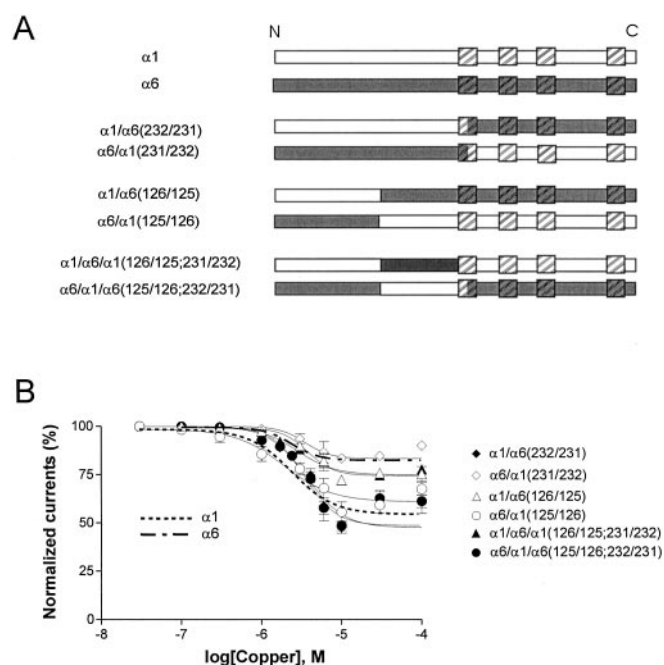 A
N C
α1
α6
α1/α6(232/231)
α6/α1(231/232)
α1/α6(126/125)
α6/α1(125/126)
α1/α6/α1(126/125;231/232)
α6/α1/α6(125/126;232/231)
B
Normalized currents (%)
100
75
50
25
0
α1
α6
-8 -7 -6 -5 -4
log[Copper], M
α1/α6(232/231)
α6/α1(231/232)
α1/α6(126/125)
α6/α1(125/126)
α1/α6/α1(126/125;231/232)
α6/α1/α6(125/126;232/231)